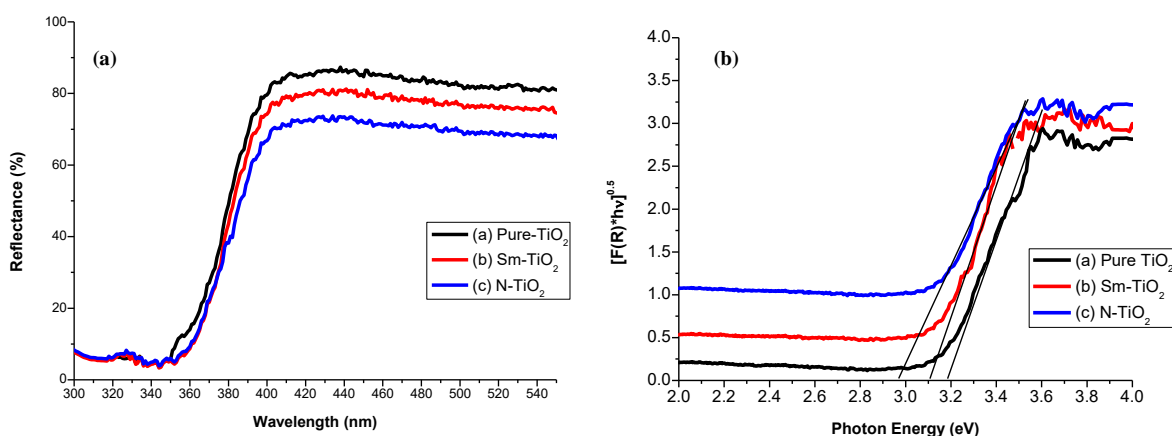 (a)
Reflectance (%)
100
80
60
40
20
0
300 320 340 360 380 400 420 440 460 480 500 520 540
Wavelength (nm)
(a) Pure-TiO₂
(b) Sm-TiO₂
(c) N-TiO₂
(b)
[F(R)*hν]⁰·⁵
4.0
3.5
3.0
2.5
2.0
1.5
1.0
0.5
0.0
2.0 2.2 2.4 2.6 2.8 3.0 3.2 3.4 3.6 3.8 4.0
Photon Energy (eV)
(a) Pure TiO₂
(b) Sm-TiO₂
(c) N-TiO₂